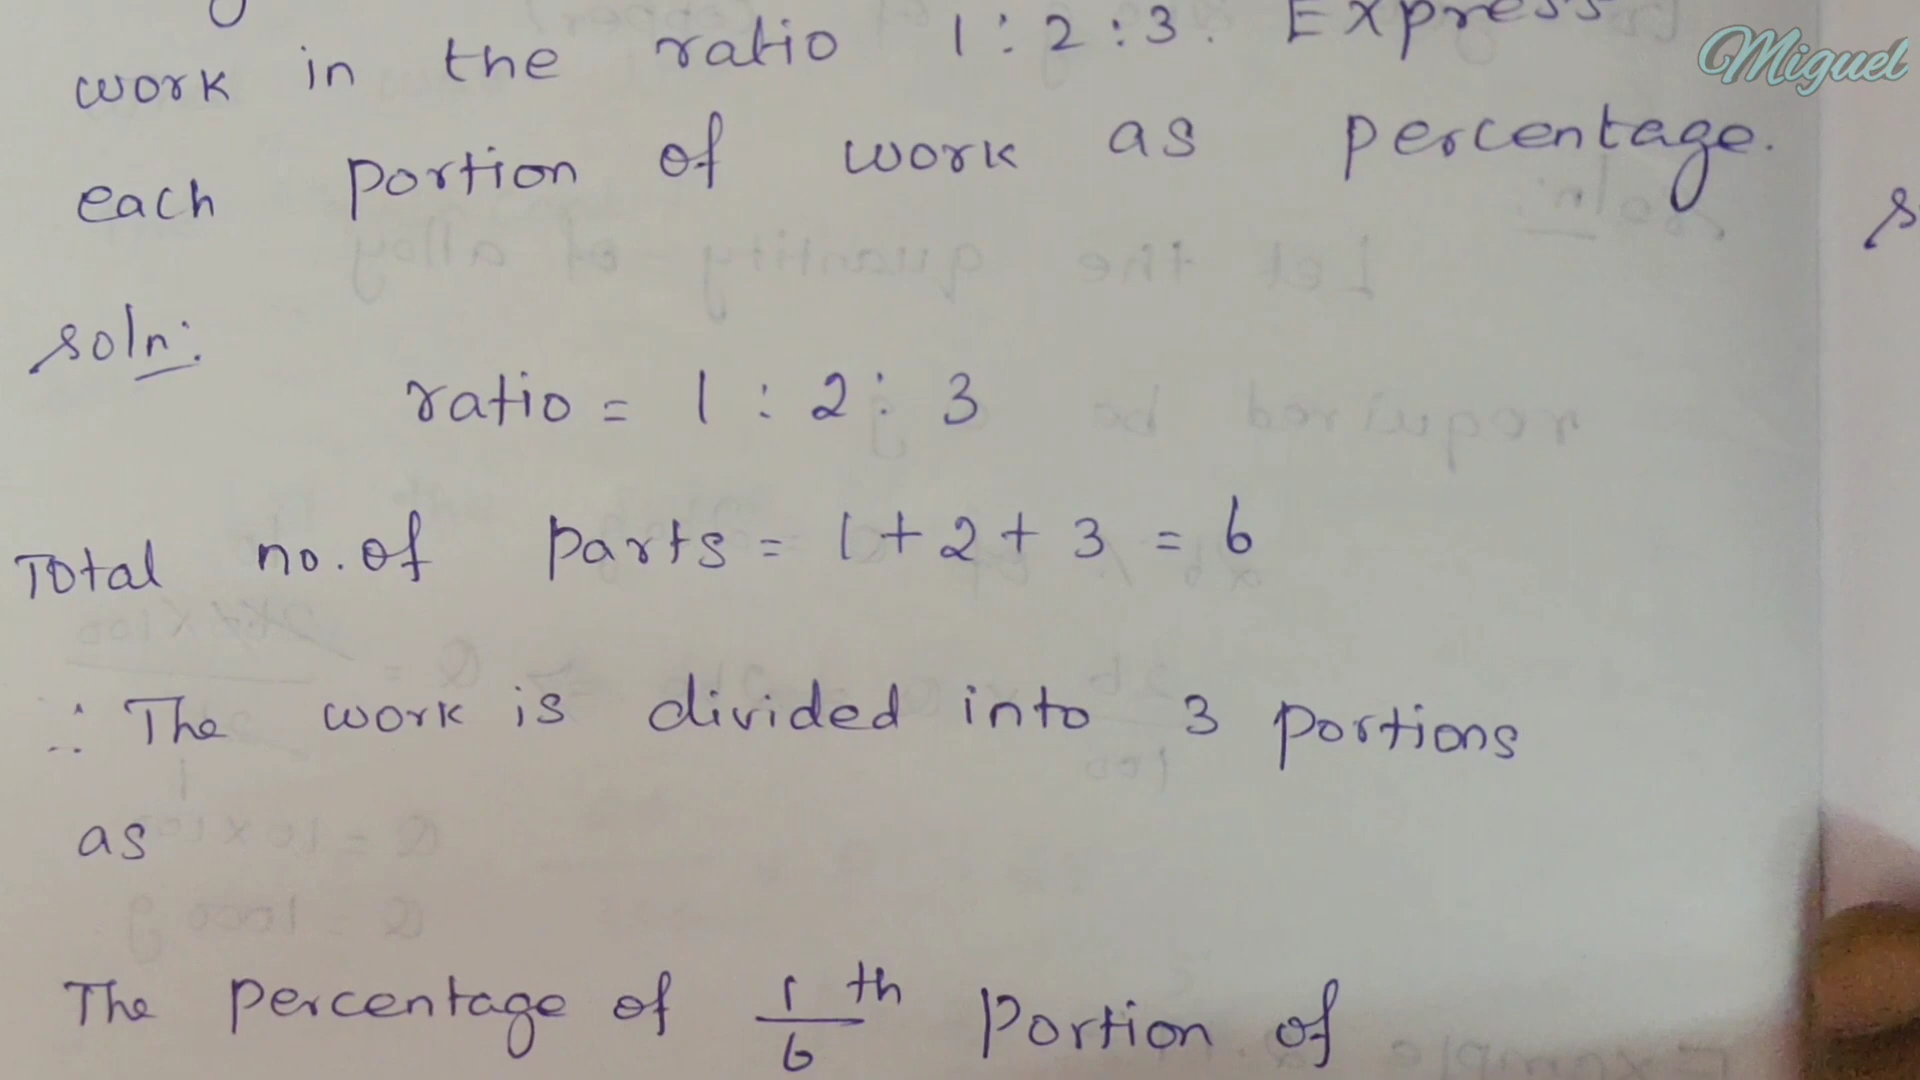 work in the ratio 1 : 2 : 3. Express
Miguel
each portion of work as percentage.
soln:
ratio = 1 : 2 : 3
Total no. of parts = 1 + 2 + 3 = 6
∴ The work is divided into 3 portions
as
The percentage of 1/6 th portion of